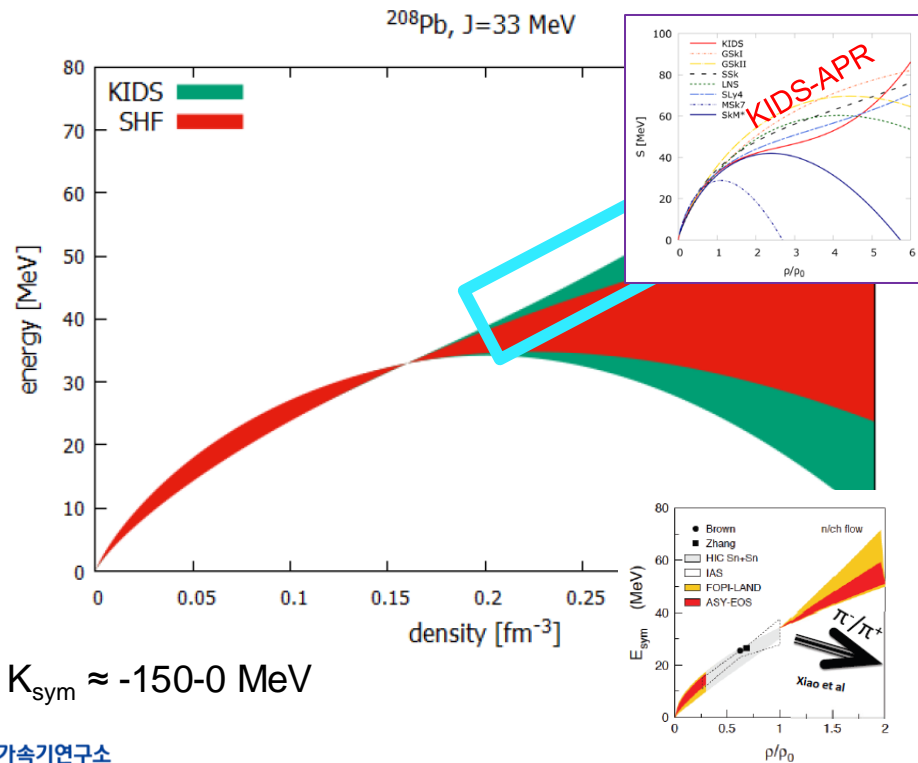 ²⁰⁸Pb, J=33 MeV
KIDS
SHF
80
70
60
50
40
30
20
10
0
energy [MeV]
0 0.05 0.1 0.15 0.2 0.25
density [fm⁻³]
KIDS
GSkI
GSkII
SSk
LNS
SLy4
MSk7
SkM*
KIDS-APR
100
80
60
40
20
0
S [MeV]
0 1 2 3 4 5 6
ρ/ρ₀
Brown
Zhang
HIC Sn+Sn
IAS
FOPI-LAND
ASY-EOS
n/ch flow
π⁻/π⁺
Xiao et al
80
60
40
20
0
E_sym (MeV)
0 0.5 1 1.5 2
ρ/ρ₀
K_sym ≈ -150-0 MeV
가속기연구소